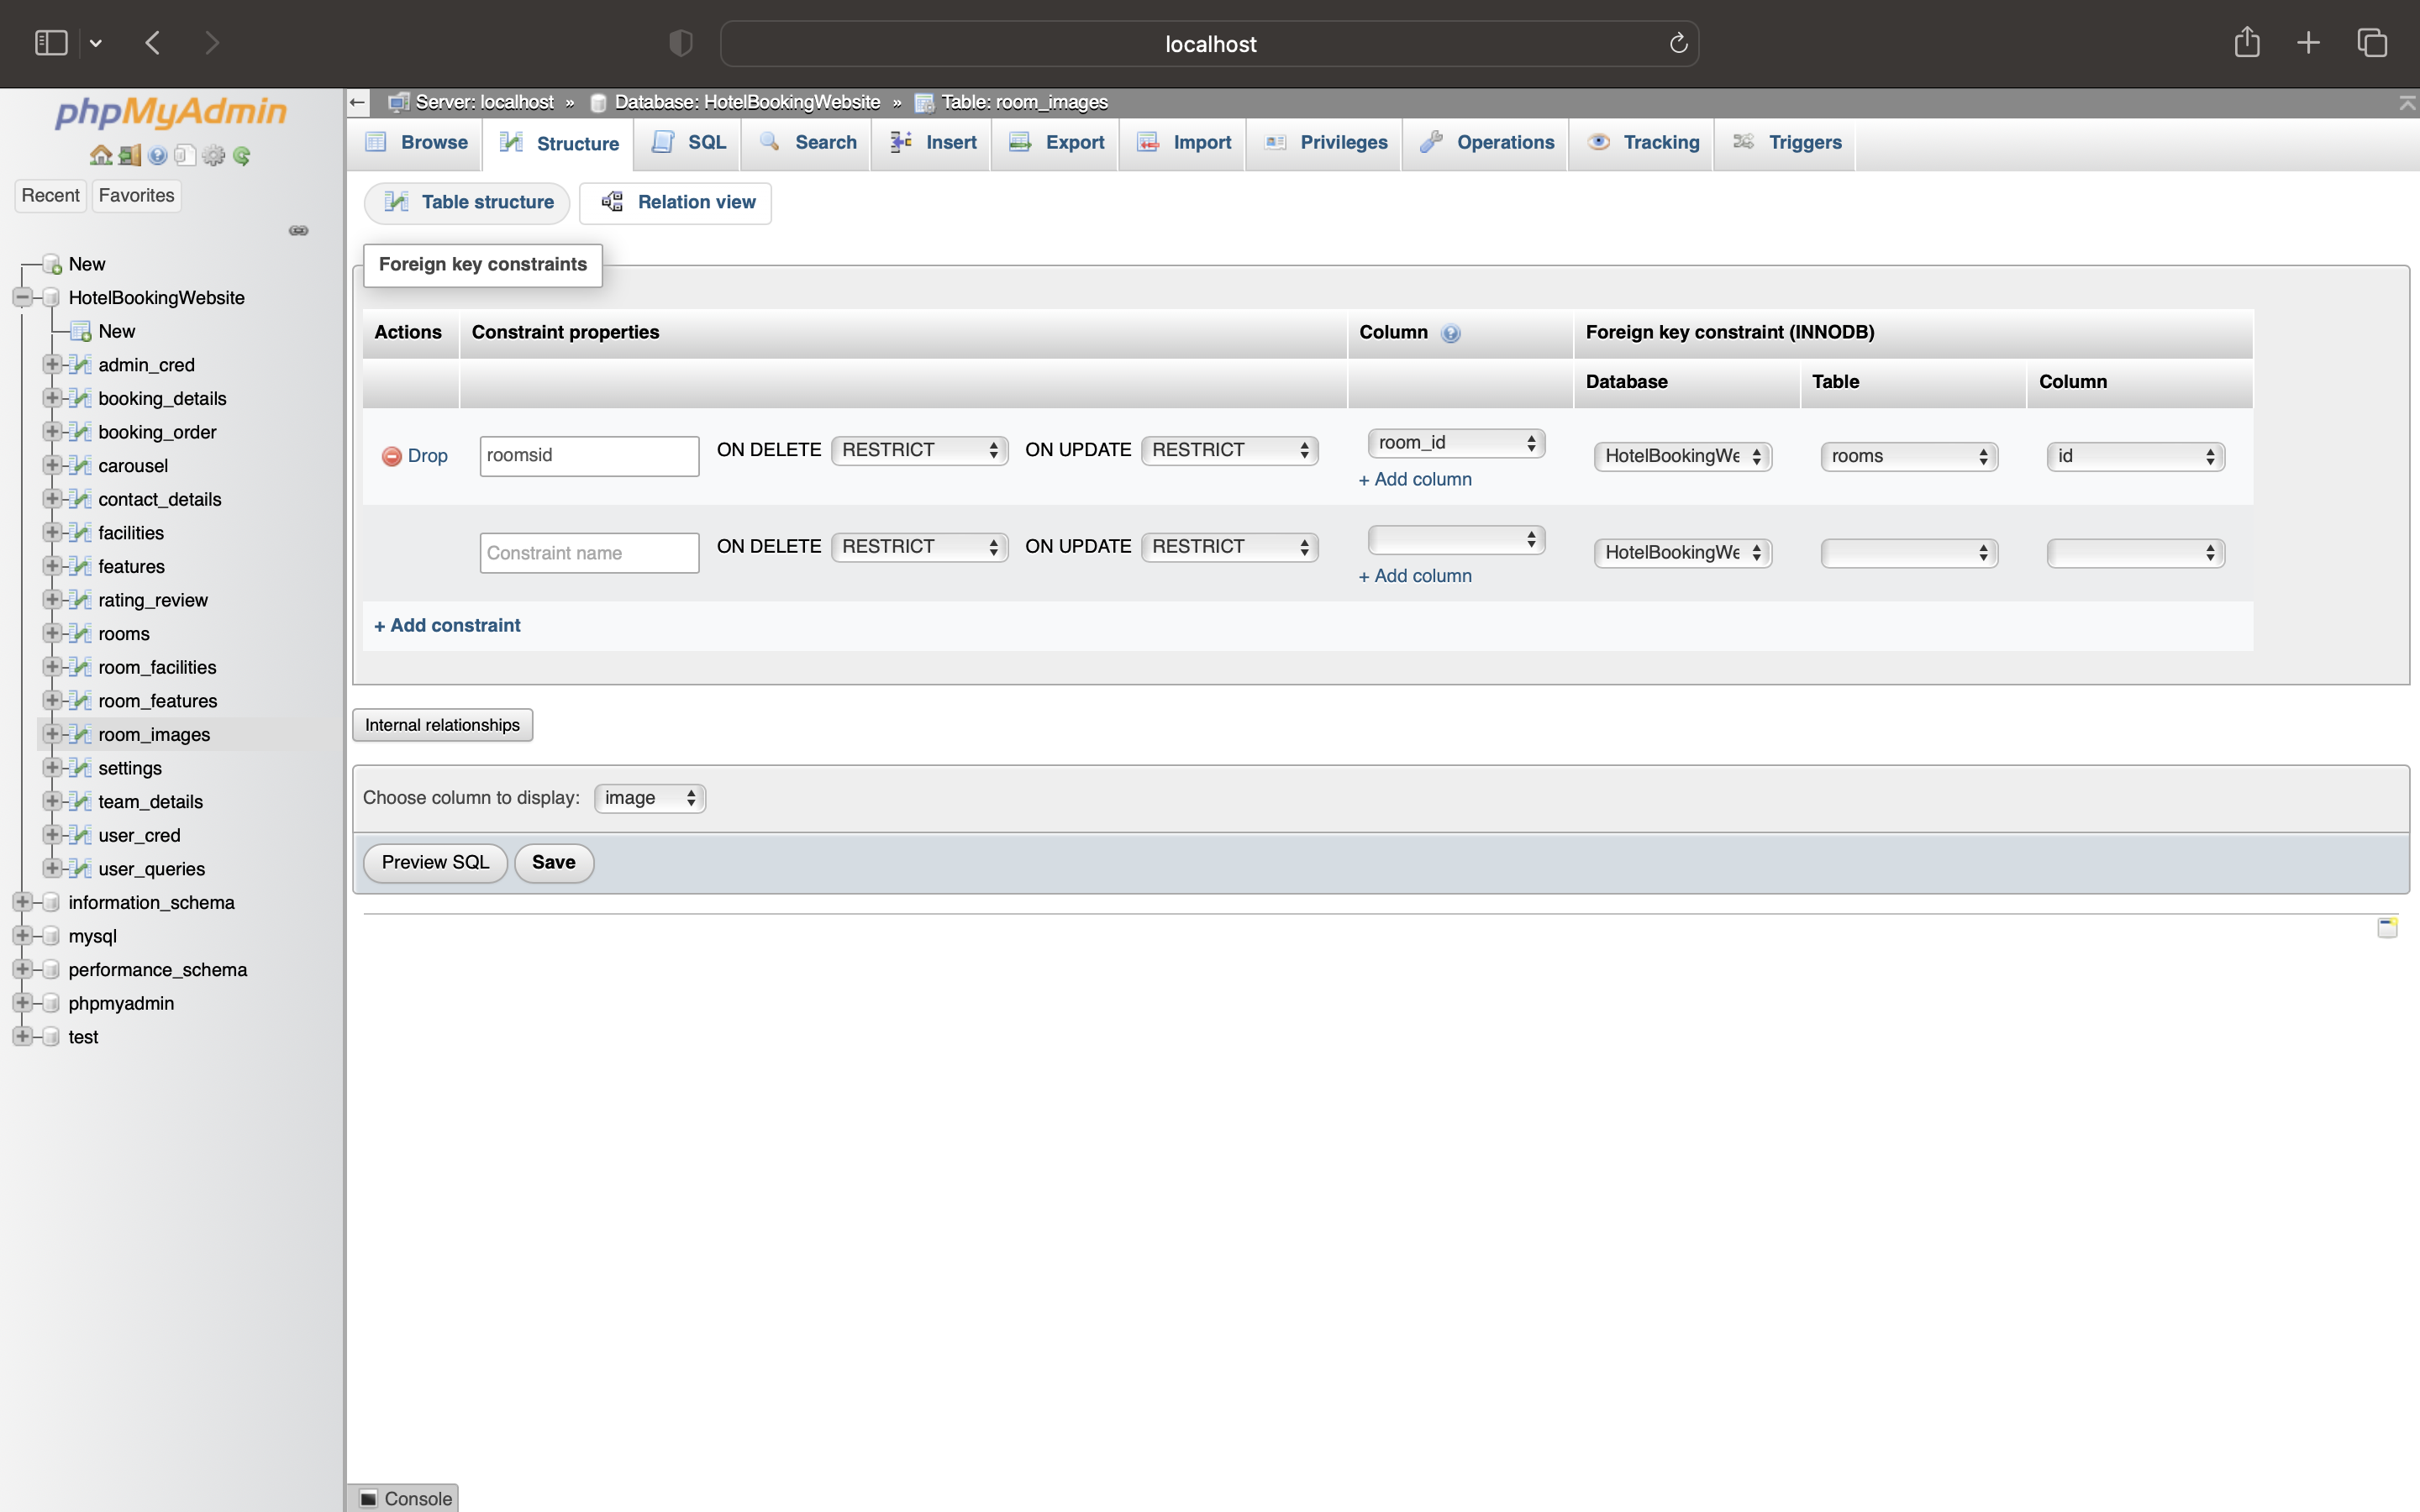 localhost
phpMyAdmin
Recent Favorites
New
HotelBookingWebsite
New
admin_cred
booking_details
booking_order
carousel
contact_details
facilities
features
rating_review
rooms
room_facilities
room_features
room_images
settings
team_details
user_cred
user_queries
information_schema
mysql
performance_schema
phpmyadmin
test
Server: localhost » Database: HotelBookingWebsite » Table: room_images
Browse Structure SQL Search Insert Export Import Privileges Operations Tracking Triggers
Table structure Relation view
Foreign key constraints
Actions Constraint properties Column Foreign key constraint (INNODB)
Database Table Column
Drop roomsid ON DELETE RESTRICT ON UPDATE RESTRICT room_id HotelBookingWe rooms id
+ Add column
Constraint name ON DELETE RESTRICT ON UPDATE RESTRICT HotelBookingWe
+ Add column
+ Add constraint
Internal relationships
Choose column to display: image
Preview SQL Save
Console